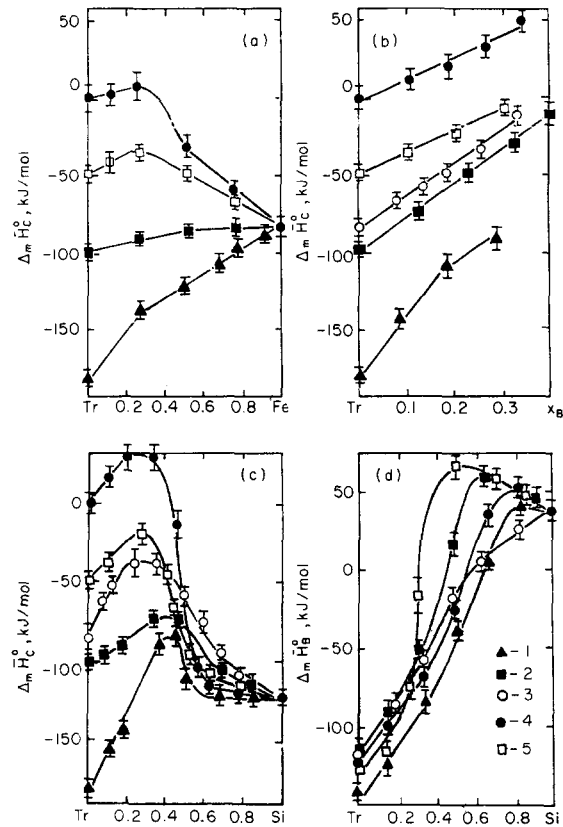 50
0
-50
-100
-150
(a)
Δm H̄°C, kJ/mol
Tr 0.2 0.4 0.6 0.8 Fe
50
0
-50
-100
-150
(b)
Δm H̄°C, kJ/mol
Tr 0.1 0.2 0.3 xB
0
-50
-100
-150
(c)
Δm H̄°C, kJ/mol
Tr 0.2 0.4 0.6 0.8 Si
50
0
-50
-100
(d)
Δm H̄°B, kJ/mol
Tr 0.2 0.4 0.6 0.8 Si
▲ - 1
■ - 2
○ - 3
● - 4
□ - 5